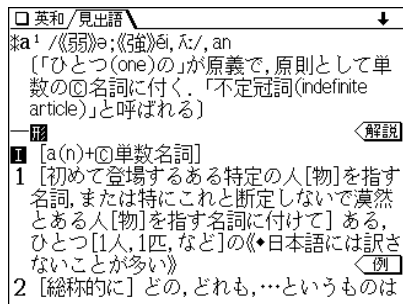 英和/見出語
※a¹ /《弱》ə;《強》éi, ʌ́ː/, an
〔「ひとつ(one)の」が原義で,原則として単
数のⒸ名詞に付く.「不定冠詞(indefinite
article)」と呼ばれる〕
―形 解説
I [a(n)+Ⓒ単数名詞]
1 [初めて登場するある特定の人[物]を指す
名詞,または特にこれと断定しないで漠然
とある人[物]を指す名詞に付けて] ある,
ひとつ[1人,1匹,など]の《◆日本語には訳さ
ないことが多い》 例
2 [総称的に] どの,どれも,…というものは